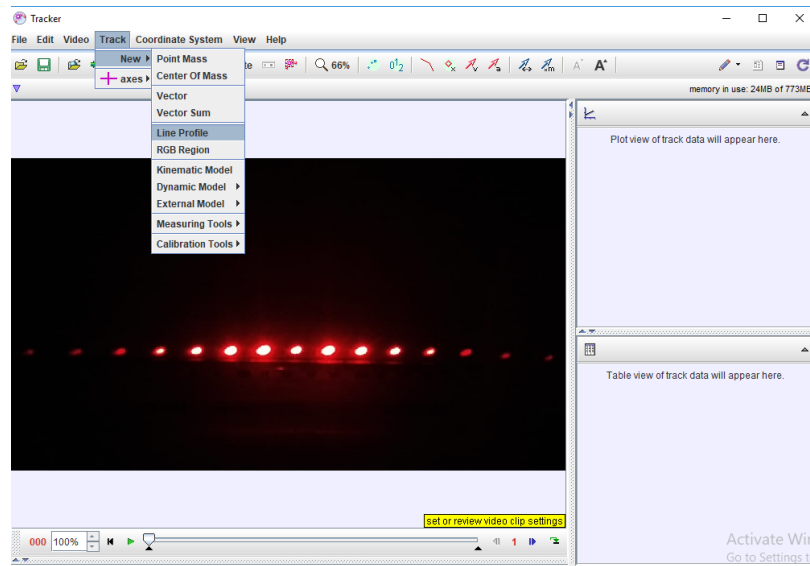 Tracker
File Edit Video Track Coordinate System View Help
New Point Mass
66%
axes Center Of Mass
memory in use: 24MB of 773MB
Vector
Vector Sum
Line Profile
RGB Region
Kinematic Model
Dynamic Model
External Model
Measuring Tools
Calibration Tools
Plot view of track data will appear here.
Table view of track data will appear here.
set or review video clip settings
000 100% 1
Activate Win
Go to Settings t